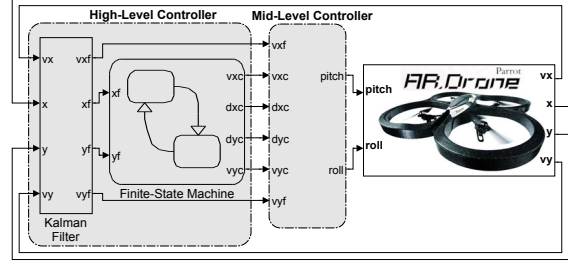 High-Level Controller
Mid-Level Controller
vx
x
y
vy
vxf
xf
yf
vyf
Kalman
Filter
xf
yf
vxc
dxc
dyc
vyc
Finite-State Machine
vxf
vxc
dxc
dyc
vyc
vyf
pitch
roll
pitch
roll
Parrot
AR.Drone
vx
x
y
vy